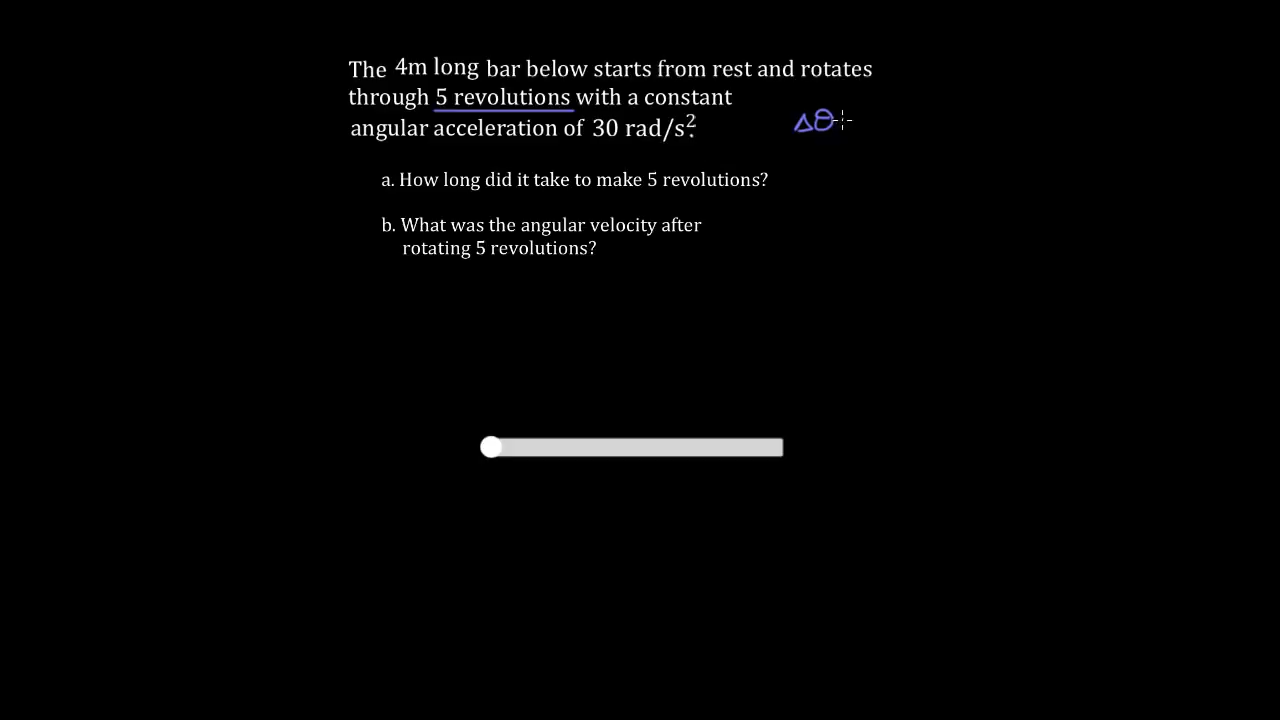 The 4m long bar below starts from rest and rotates
through 5 revolutions with a constant
angular acceleration of 30 rad/s².
Δθ
a. How long did it take to make 5 revolutions?
b. What was the angular velocity after
rotating 5 revolutions?